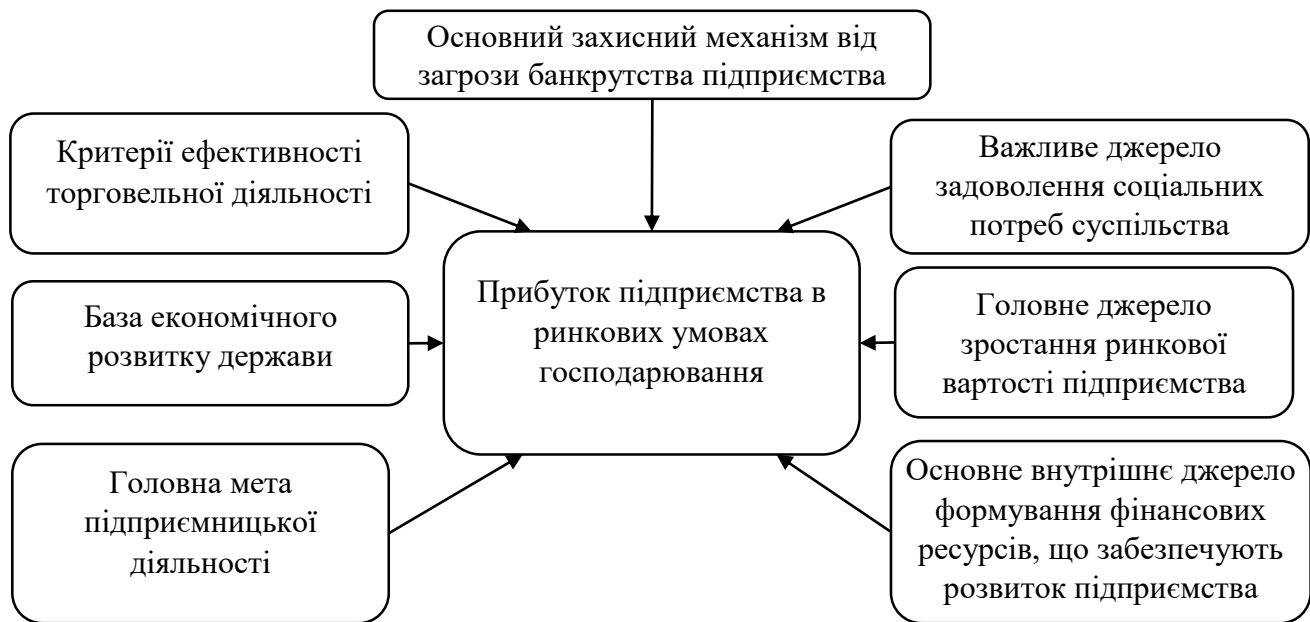 Основний захисний механізм від
загрози банкрутства підприємства
Критерії ефективності
торговельної діяльності
Важливе джерело
задоволення соціальних
потреб суспільства
База економічного
розвитку держави
Прибуток підприємства в
ринкових умовах
господарювання
Головне джерело
зростання ринкової
вартості підприємства
Головна мета
підприємницької
діяльності
Основне внутрішнє джерело
формування фінансових
ресурсів, що забезпечують
розвиток підприємства